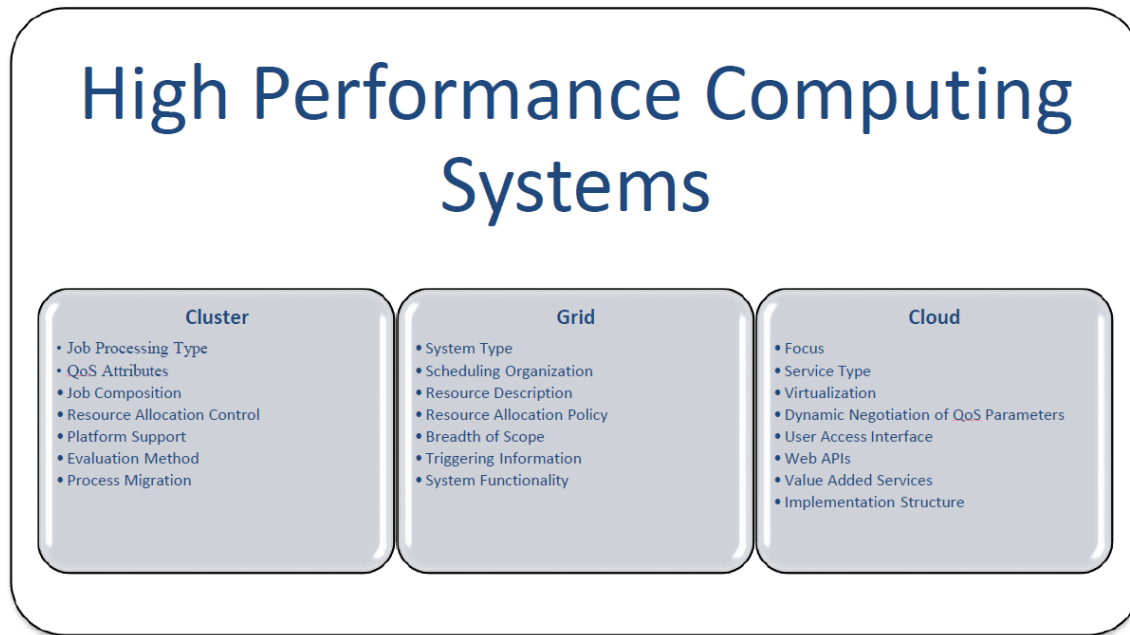 High Performance Computing
Systems
Cluster
• Job Processing Type
• QoS Attributes
• Job Composition
• Resource Allocation Control
• Platform Support
• Evaluation Method
• Process Migration
Grid
• System Type
• Scheduling Organization
• Resource Description
• Resource Allocation Policy
• Breadth of Scope
• Triggering Information
• System Functionality
Cloud
• Focus
• Service Type
• Virtualization
• Dynamic Negotiation of QoS Parameters
• User Access Interface
• Web APIs
• Value Added Services
• Implementation Structure